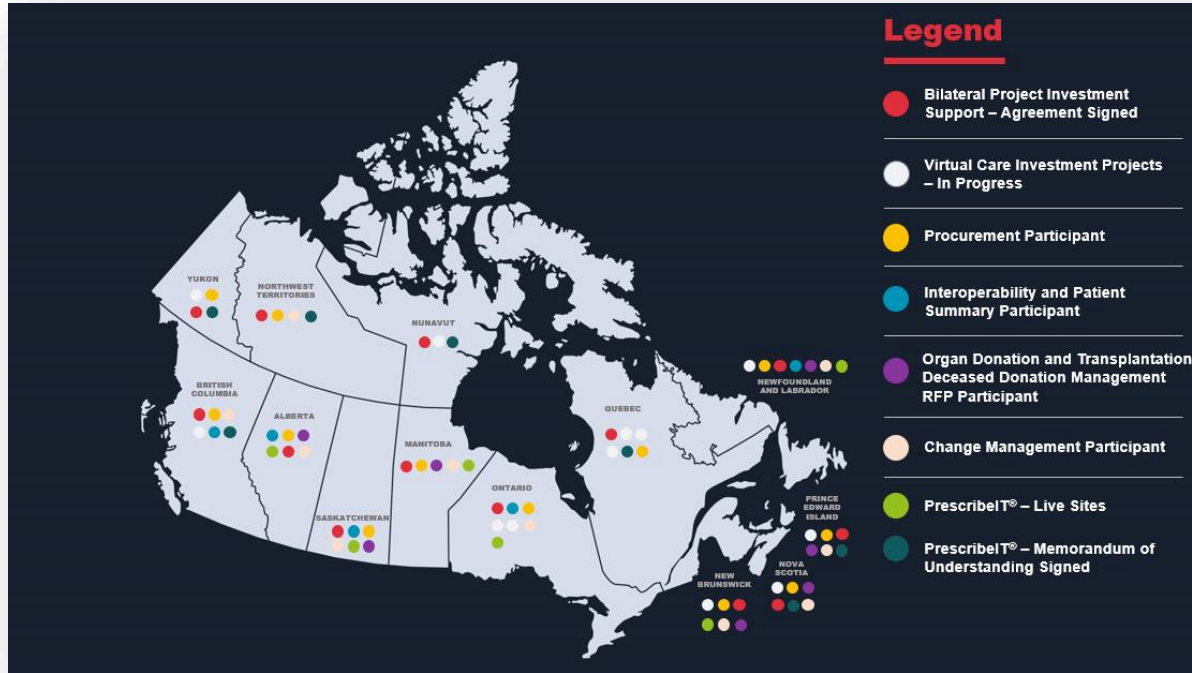 Legend
Bilateral Project Investment
Support – Agreement Signed
Virtual Care Investment Projects
– In Progress
Procurement Participant
Interoperability and Patient
Summary Participant
Organ Donation and Transplantation
Deceased Donation Management
RFP Participant
Change Management Participant
PrescribeIT® – Live Sites
PrescribeIT® – Memorandum of
Understanding Signed
YUKON
NORTHWEST
TERRITORIES
NUNAVUT
BRITISH
COLUMBIA
ALBERTA
SASKATCHEWAN
MANITOBA
ONTARIO
QUEBEC
NEWFOUNDLAND
AND LABRADOR
PRINCE
EDWARD
ISLAND
NOVA
SCOTIA
NEW
BRUNSWICK